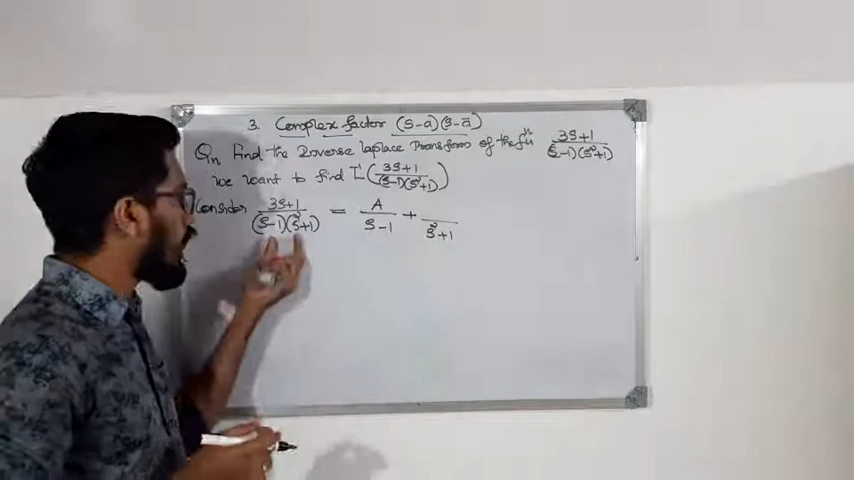 3. Complex factor (s-a)(s-ā)
Qn Find the Inverse laplace Transform of the fun 3s+1/(s-1)(s²+1)
we want to find L⁻¹(3s+1/(s-1)(s²+1))
Consider 3s+1/(s-1)(s²+1) = A/s-1 + /s²+1